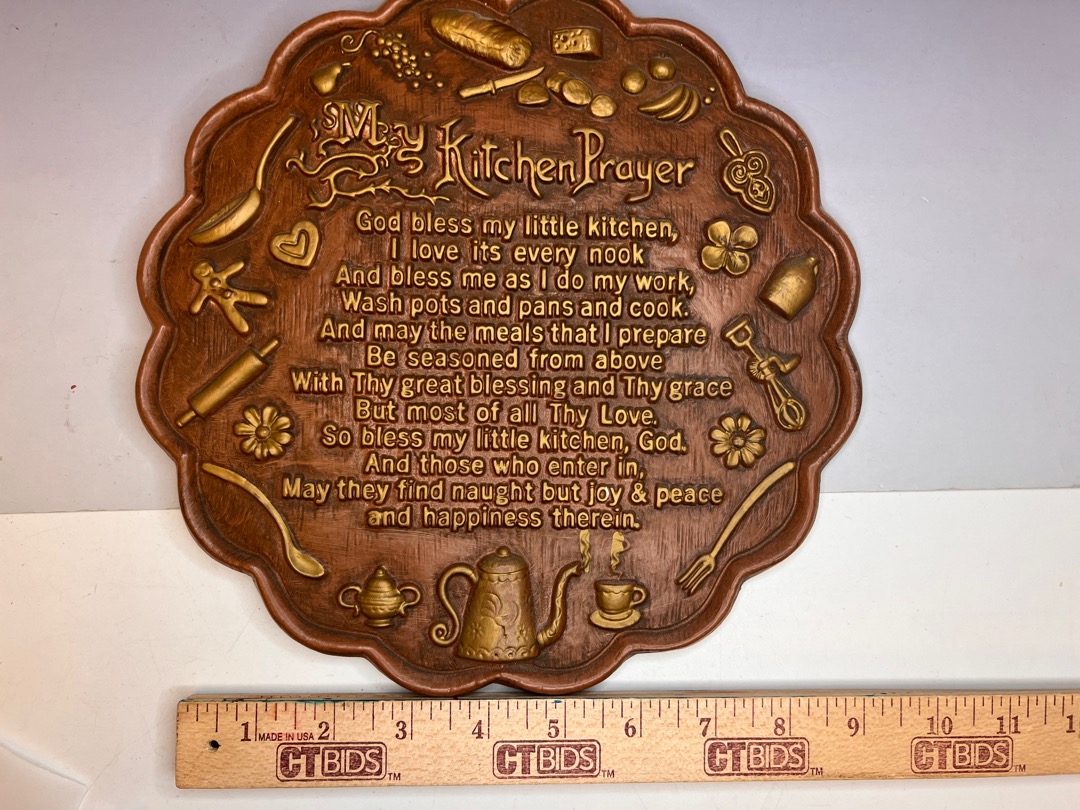 My Kitchen Prayer
God bless my little kitchen,
I love its every nook
And bless me as I do my work,
Wash pots and pans and cook.
And may the meals that I prepare
Be seasoned from above
With Thy great blessing and Thy grace
But most of all Thy Love.
So bless my little kitchen, God.
And those who enter in,
May they find naught but joy & peace
and happiness therein.
1 2 3 4 5 6 7 8 9 10 11
MADE IN USA
CTBIDS™ CTBIDS™ CTBIDS™ CTBIDS™